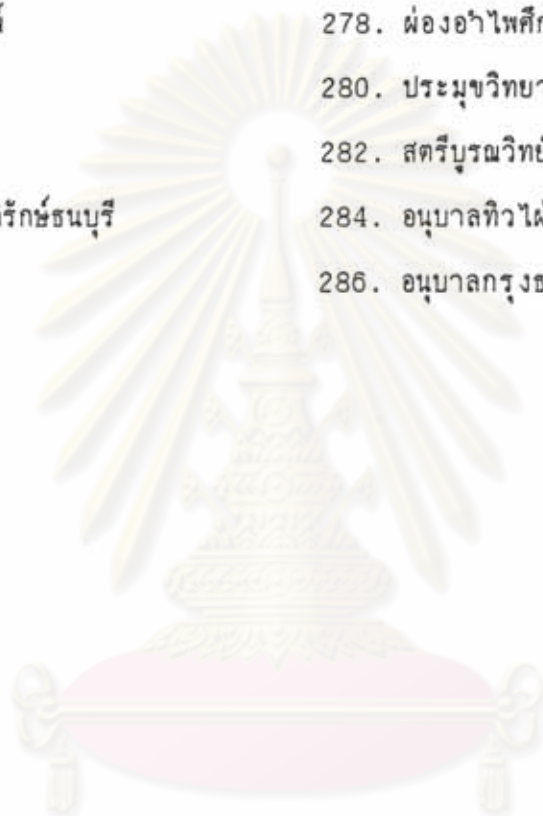 278. ผ่องอำไพศึก
280. ประมุขวิทยา
282. สตรีบูรณวิทย
รักษ์ธนบุรี 284. อนุบาลทิวไผ่
286. อนุบาลกรุงธ